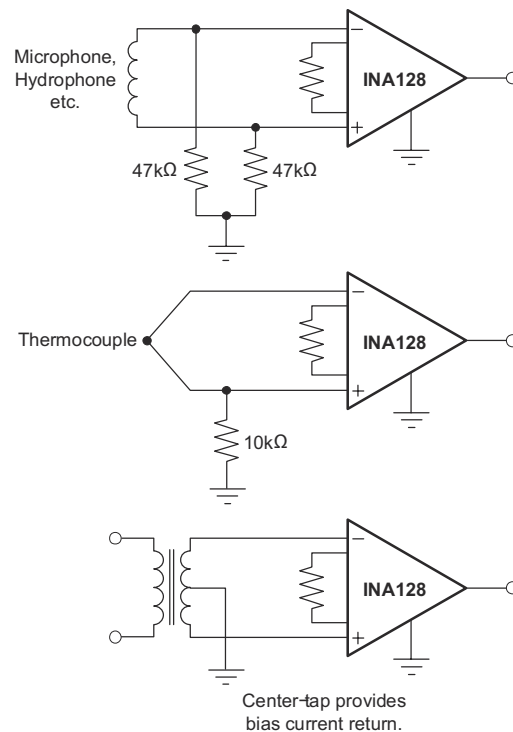 Microphone,
Hydrophone
etc.
−
INA128
+
47kΩ
47kΩ
Thermocouple
−
INA128
+
10kΩ
−
INA128
+
Center-tap provides
bias current return.